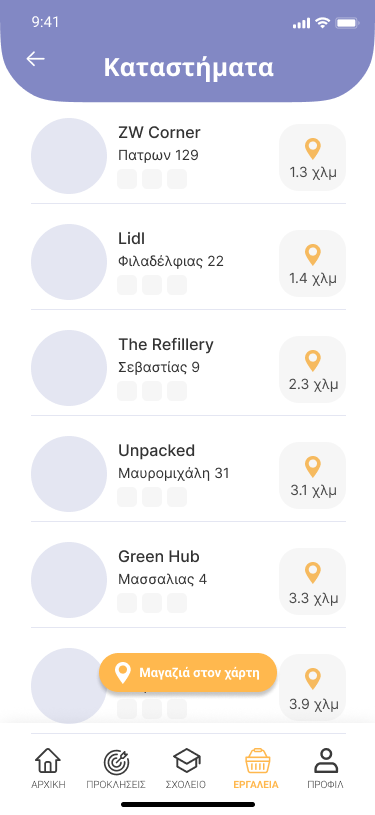 9:41
Καταστήματα
ZW Corner
Πατρων 129
1.3 χλμ
Lidl
Φιλαδέλφιας 22
1.4 χλμ
The Refillery
Σεβαστίας 9
2.3 χλμ
Unpacked
Μαυρομιχάλη 31
3.1 χλμ
Green Hub
Μασσαλιας 4
3.3 χλμ
Μαγαζιά στον χάρτη
3.9 χλμ
ΑΡΧΙΚΗ ΠΡΟΚΛΗΣΕΙΣ ΣΧΟΛΕΙΟ ΕΡΓΑΛΕΙΑ ΠΡΟΦΙΛ